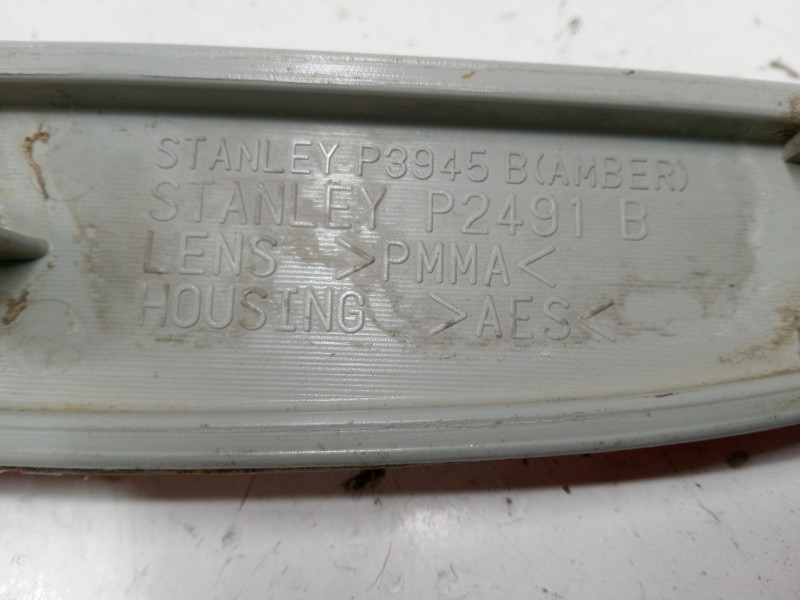 STANLEY P3945 B(AMBER)
STANLEY P2491 B
LENS >PMMA<
HOUSING >AES<